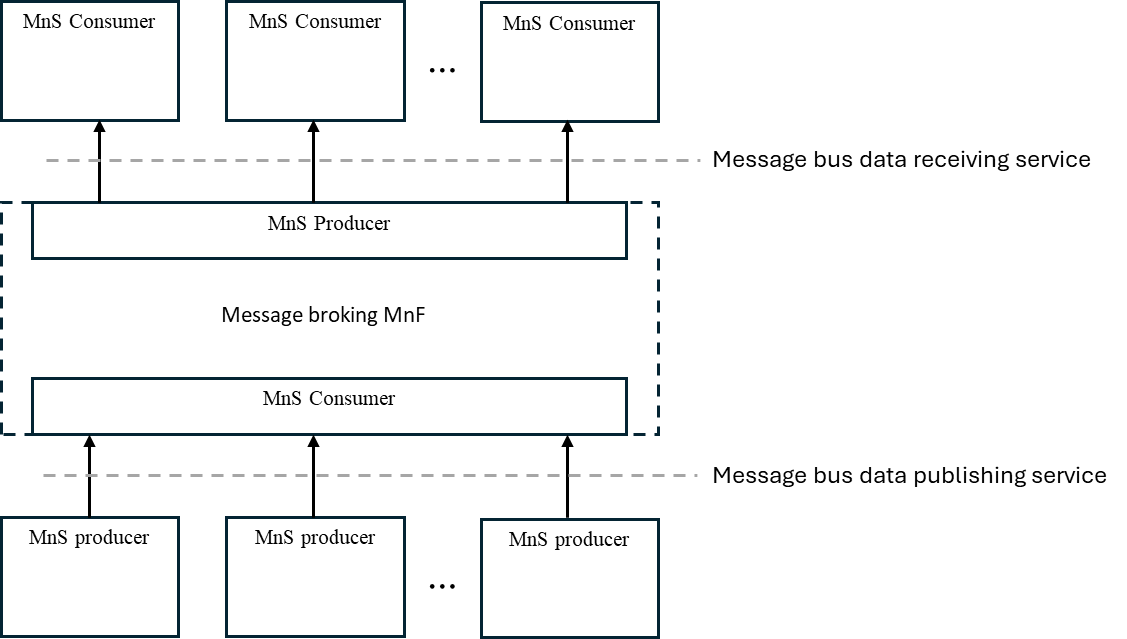 MnS Consumer
MnS Consumer
MnS Consumer
...
Message bus data receiving service
MnS Producer
Message broking MnF
MnS Consumer
Message bus data publishing service
MnS producer
MnS producer
MnS producer
...